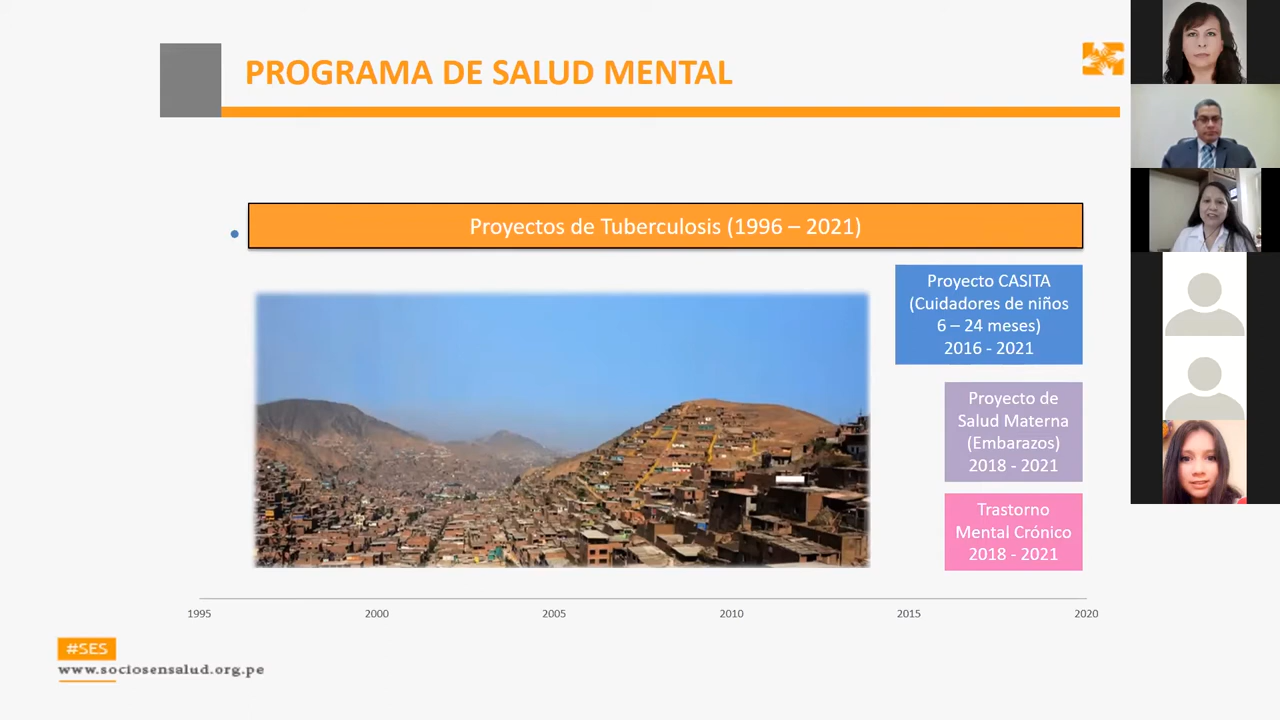 PROGRAMA DE SALUD MENTAL
Proyectos de Tuberculosis (1996 – 2021)
Proyecto CASITA
(Cuidadores de niños
6 – 24 meses)
2016 - 2021
Proyecto de
Salud Materna
(Embarazos)
2018 - 2021
Trastorno
Mental Crónico
2018 - 2021
1995 2000 2005 2010 2015 2020
#SES
www.sociosensalud.org.pe